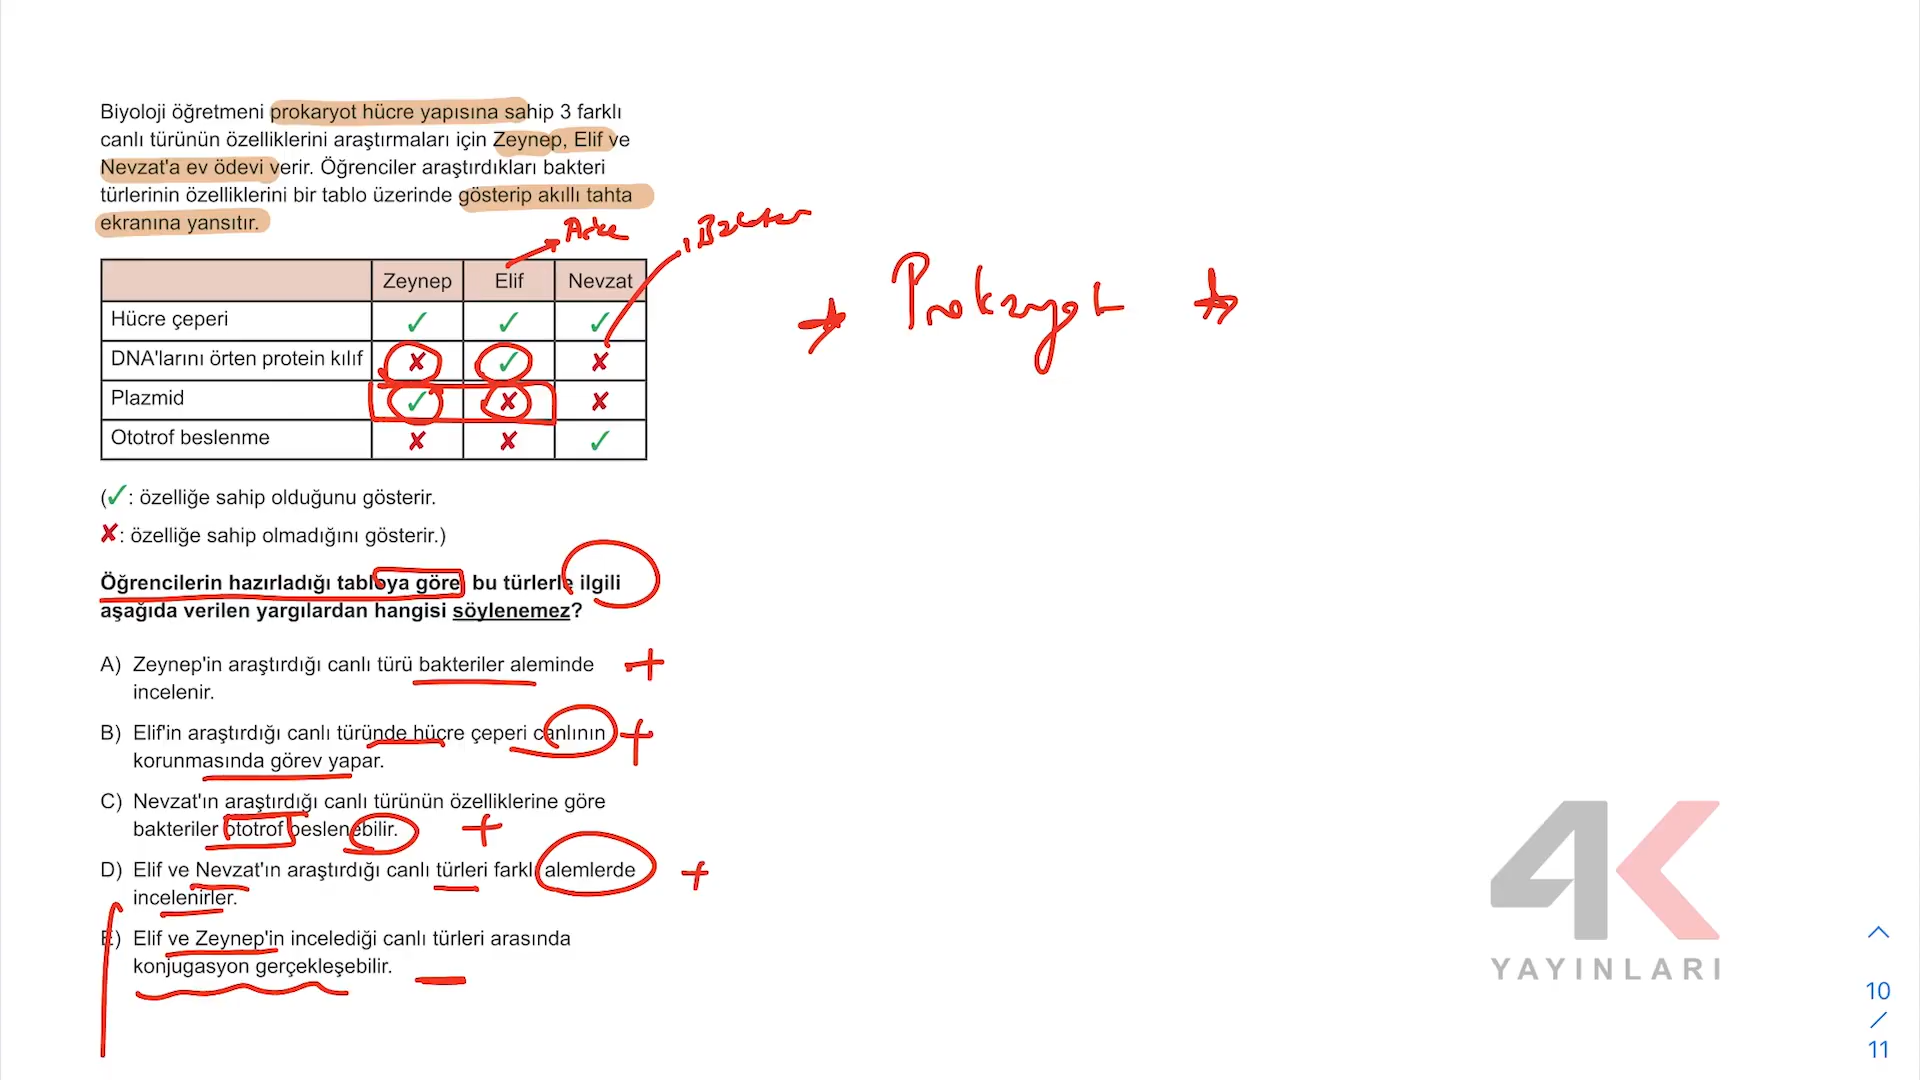 Biyoloji öğretmeni prokaryot hücre yapısına sahip 3 farklı
canlı türünün özelliklerini araştırmaları için Zeynep, Elif ve
Nevzat'a ev ödevi verir. Öğrenciler araştırdıkları bakteri
türlerinin özelliklerini bir tablo üzerinde gösterip akıllı tahta
ekranına yansıtır.
Arke
Prokaryot
Zeynep Elif Nevzat
Hücre çeperi ✓ ✓ ✓
DNA'larını örten protein kılıf ✗ ✓ ✗
Plazmid ✓ ✗ ✗
Ototrof beslenme ✗ ✗ ✓
(✓: özelliğe sahip olduğunu gösterir.
✗: özelliğe sahip olmadığını gösterir.)
Öğrencilerin hazırladığı tabloya göre, bu türlerle ilgili
aşağıda verilen yargılardan hangisi söylenemez?
A) Zeynep'in araştırdığı canlı türü bakteriler aleminde
incelenir.
B) Elif'in araştırdığı canlı türünde hücre çeperi canlının
korunmasında görev yapar.
C) Nevzat'ın araştırdığı canlı türünün özelliklerine göre
bakteriler ototrof beslenebilir.
D) Elif ve Nevzat'ın araştırdığı canlı türleri farklı alemlerde
incelenirler.
E) Elif ve Zeynep'in incelediği canlı türleri arasında
konjugasyon gerçekleşebilir.
4K
YAYINLARI
10
/
11